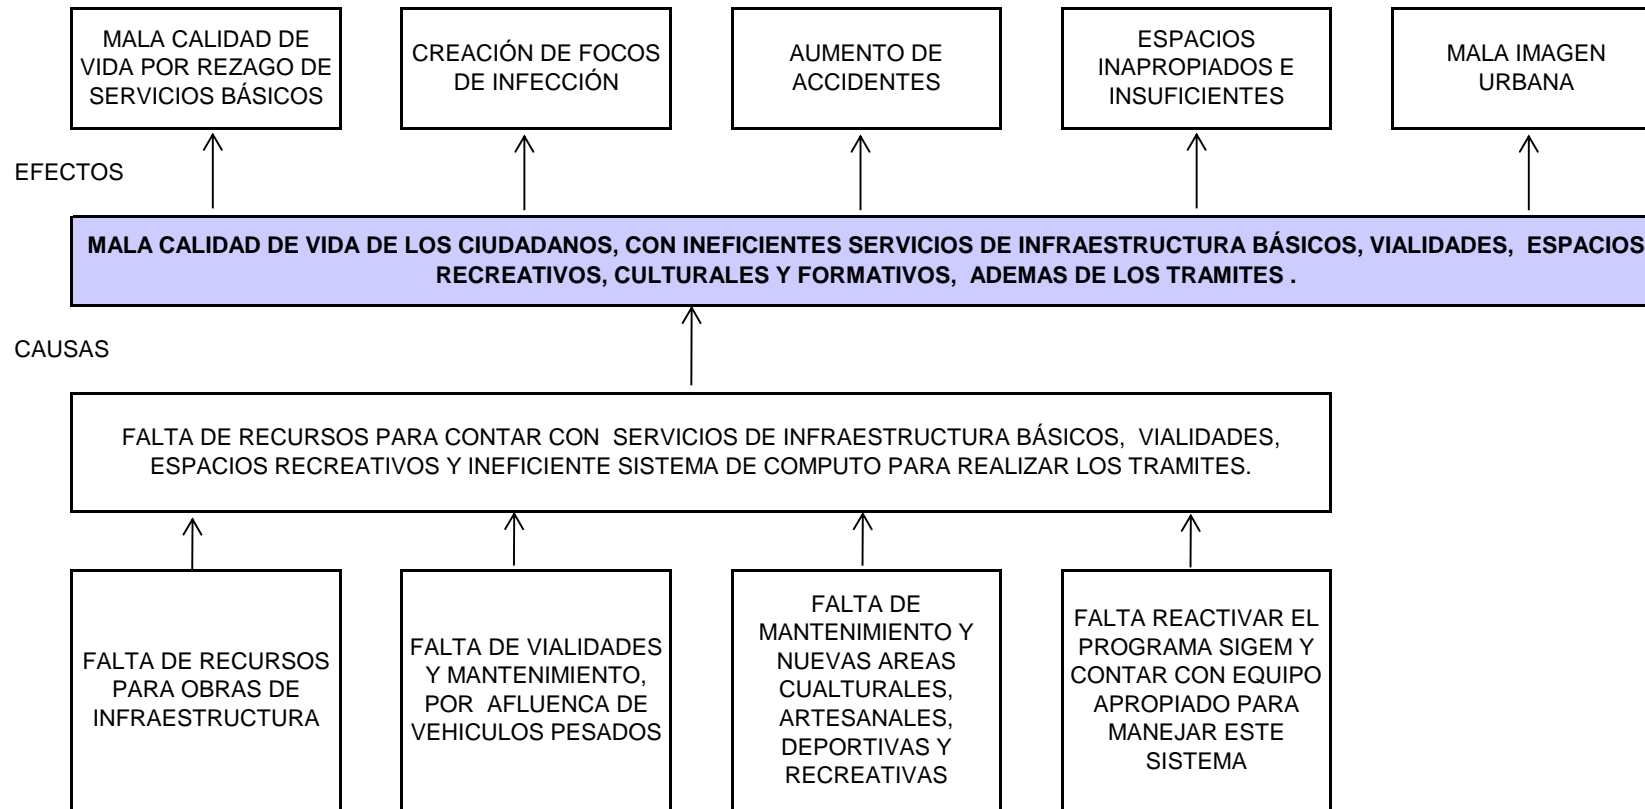 MALA CALIDAD DE
VIDA POR REZAGO DE
SERVICIOS BÁSICOS
CREACIÓN DE FOCOS
DE INFECCIÓN
AUMENTO DE
ACCIDENTES
ESPACIOS
INAPROPIADOS E
INSUFICIENTES
MALA IMAGEN
URBANA
EFECTOS
MALA CALIDAD DE VIDA DE LOS CIUDADANOS, CON INEFICIENTES SERVICIOS DE INFRAESTRUCTURA BÁSICOS, VIALIDADES, ESPACIOS
RECREATIVOS, CULTURALES Y FORMATIVOS, ADEMAS DE LOS TRAMITES .
CAUSAS
FALTA DE RECURSOS PARA CONTAR CON SERVICIOS DE INFRAESTRUCTURA BÁSICOS, VIALIDADES,
ESPACIOS RECREATIVOS Y INEFICIENTE SISTEMA DE COMPUTO PARA REALIZAR LOS TRAMITES.
FALTA DE RECURSOS
PARA OBRAS DE
INFRAESTRUCTURA
FALTA DE VIALIDADES
Y MANTENIMIENTO,
POR AFLUENCA DE
VEHICULOS PESADOS
FALTA DE
MANTENIMIENTO Y
NUEVAS AREAS
CUALTURALES,
ARTESANALES,
DEPORTIVAS Y
RECREATIVAS
FALTA REACTIVAR EL
PROGRAMA SIGEM Y
CONTAR CON EQUIPO
APROPIADO PARA
MANEJAR ESTE
SISTEMA